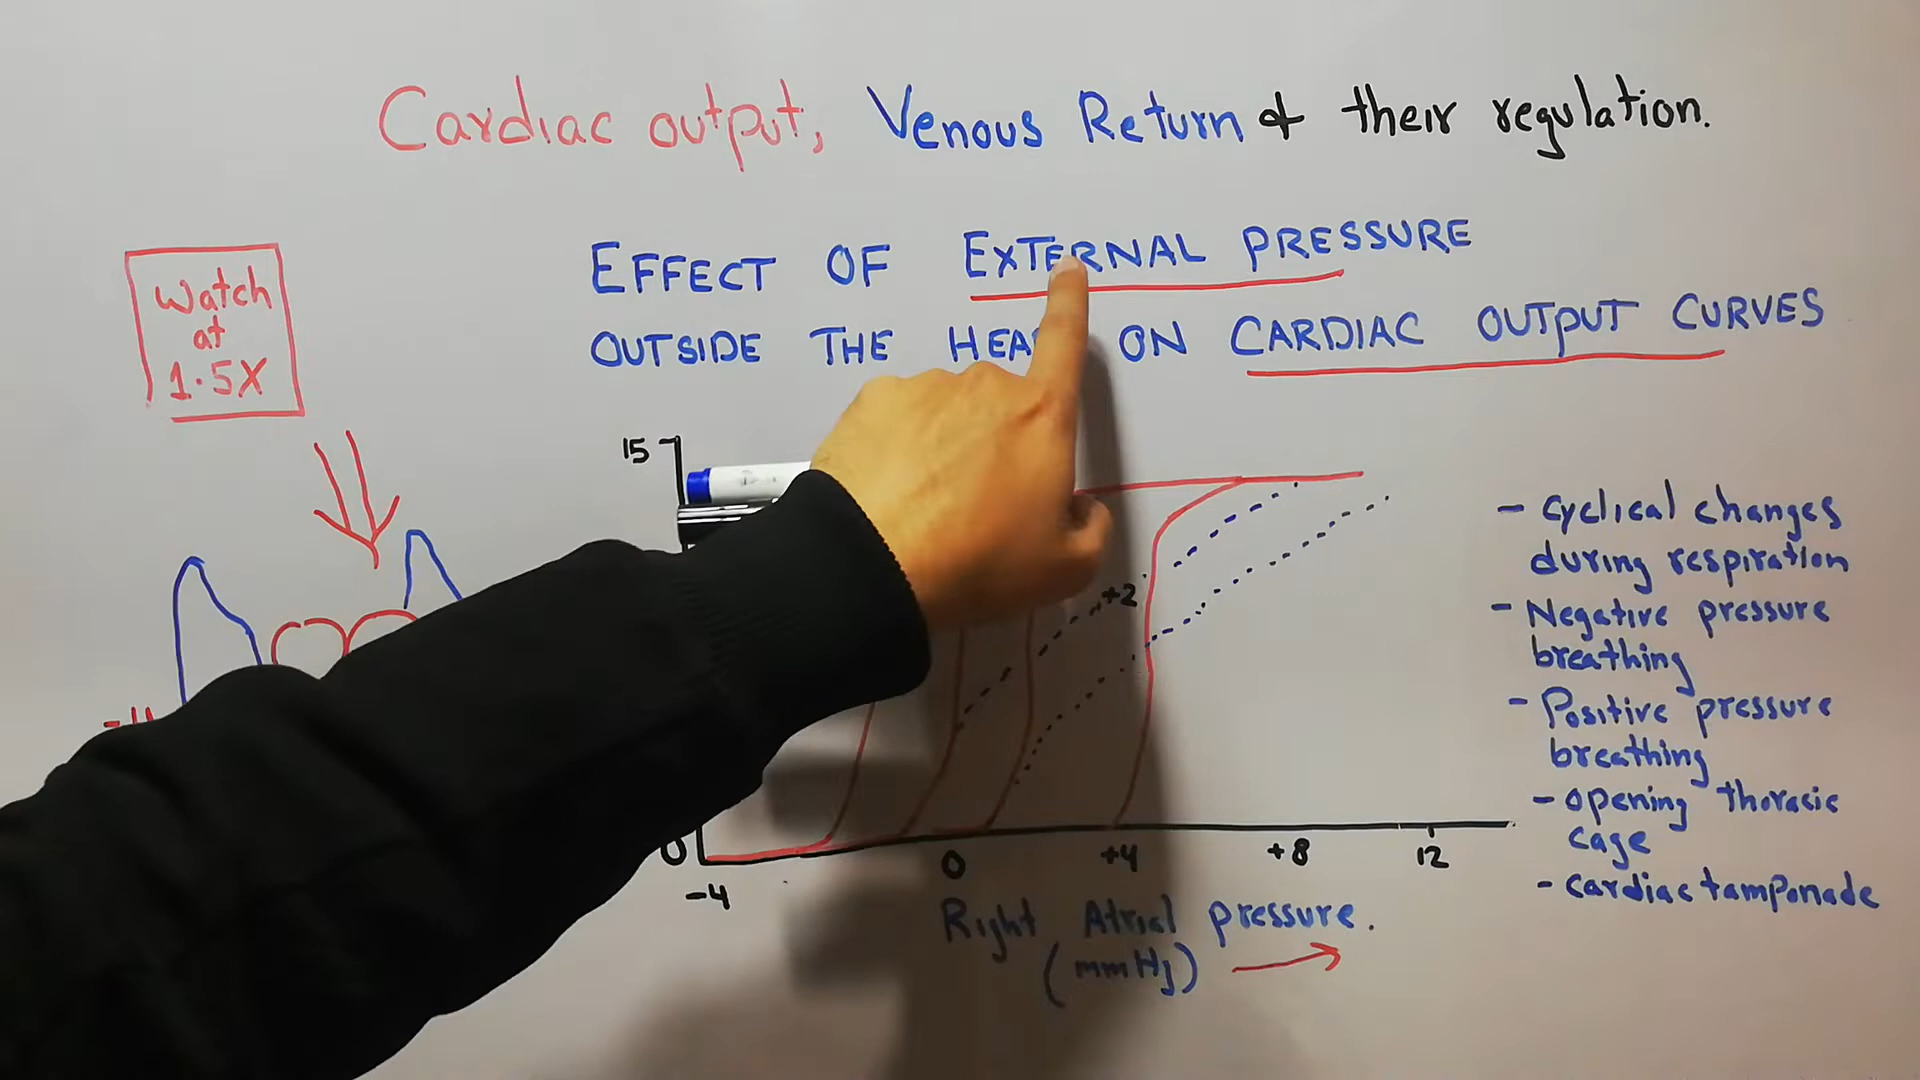 Cardiac output, Venous Return & their regulation.
EFFECT OF EXTERNAL PRESSURE
OUTSIDE THE ON CARDIAC OUTPUT CURVES
Watch
at
1.5X
15
+2
0
-4
0
+4
+8
12
Right Atrial pressure.
(mmHg)
- Cyclical changes
during respiration
- Negative pressure
breathing
- Positive pressure
breathing
- Opening thoracic
cage
- Cardiac tamponade